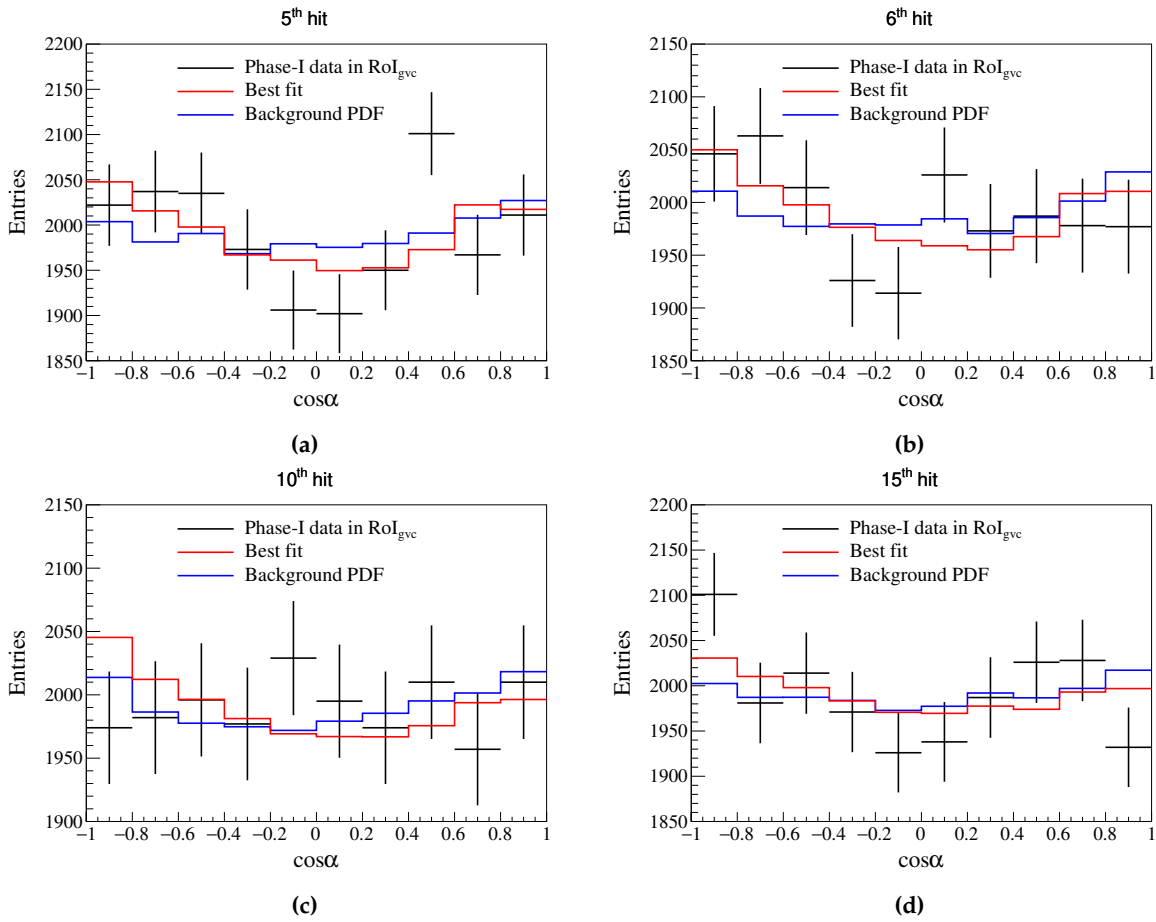 5th hit
2200
2150
2100
2050
2000
1950
1900
1850
Entries
Phase-I data in RoIgvc
Best fit
Background PDF
−1 −0.8 −0.6 −0.4 −0.2 0 0.2 0.4 0.6 0.8 1
cosα
(a)
6th hit
2150
2100
2050
2000
1950
1900
1850
Entries
Phase-I data in RoIgvc
Best fit
Background PDF
−1 −0.8 −0.6 −0.4 −0.2 0 0.2 0.4 0.6 0.8 1
cosα
(b)
10th hit
2150
2100
2050
2000
1950
1900
Entries
Phase-I data in RoIgvc
Best fit
Background PDF
−1 −0.8 −0.6 −0.4 −0.2 0 0.2 0.4 0.6 0.8 1
cosα
(c)
15th hit
2200
2150
2100
2050
2000
1950
1900
1850
Entries
Phase-I data in RoIgvc
Best fit
Background PDF
−1 −0.8 −0.6 −0.4 −0.2 0 0.2 0.4 0.6 0.8 1
cosα
(d)